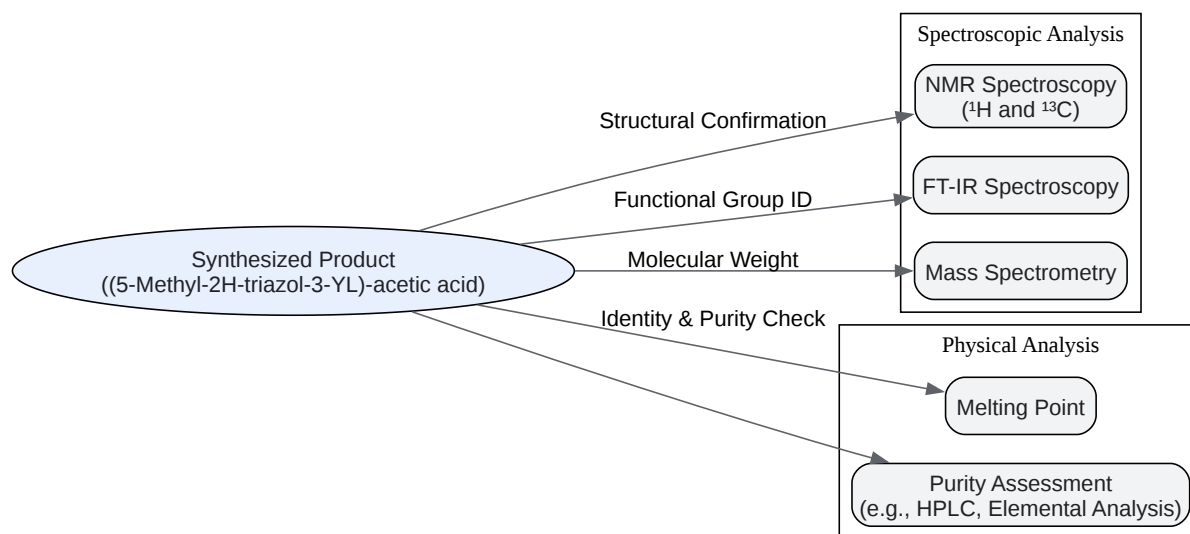 Spectroscopic Analysis
NMR Spectroscopy
(¹H and ¹³C)
Structural Confirmation
FT-IR Spectroscopy
Functional Group ID
Synthesized Product
((5-Methyl-2H-triazol-3-YL)-acetic acid)
Molecular Weight
Mass Spectrometry
Identity & Purity Check
Physical Analysis
Melting Point
Purity Assessment
(e.g., HPLC, Elemental Analysis)